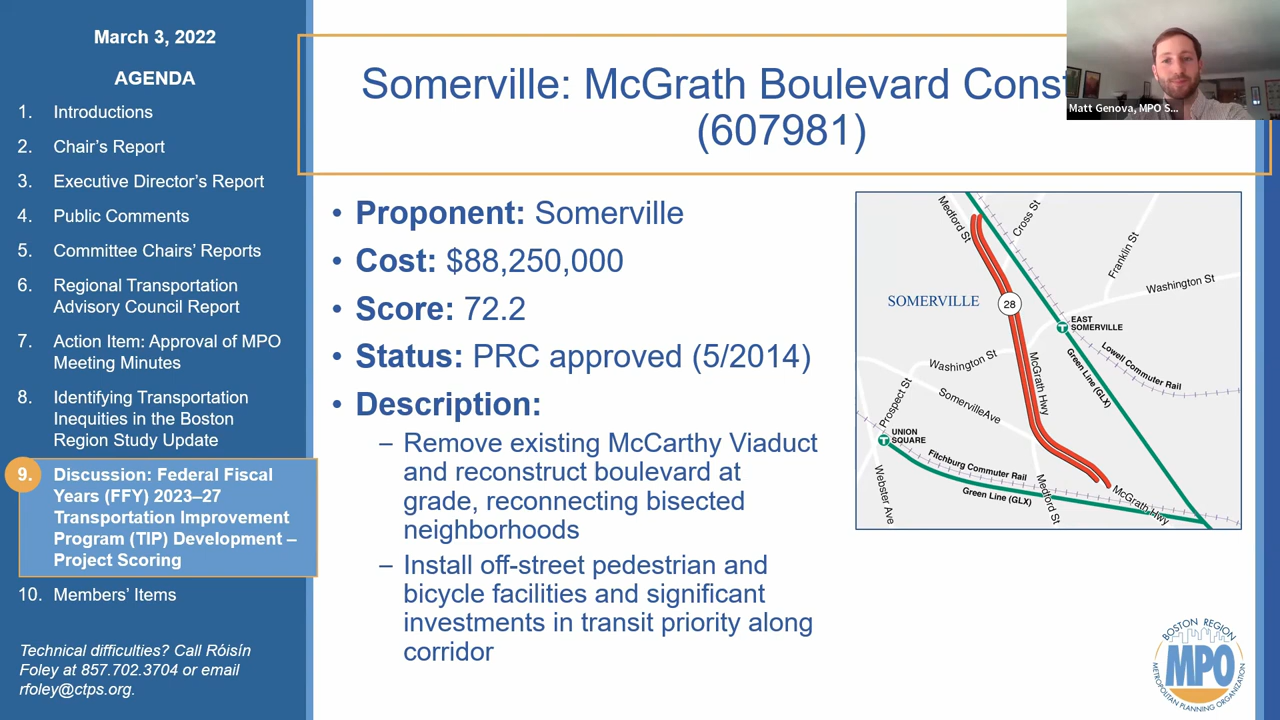 March 3, 2022
AGENDA
1. Introductions
2. Chair's Report
3. Executive Director's Report
4. Public Comments
5. Committee Chairs' Reports
6. Regional Transportation
Advisory Council Report
7. Action Item: Approval of MPO
Meeting Minutes
8. Identifying Transportation
Inequities in the Boston
Region Study Update
9. Discussion: Federal Fiscal
Years (FFY) 2023–27
Transportation Improvement
Program (TIP) Development –
Project Scoring
10. Members' Items
Technical difficulties? Call Róisín
Foley at 857.702.3704 or email
rfoley@ctps.org.
Somerville: McGrath Boulevard Const
(607981)
Matt Genova, MPO S...
• Proponent: Somerville
• Cost: $88,250,000
• Score: 72.2
• Status: PRC approved (5/2014)
• Description:
– Remove existing McCarthy Viaduct
and reconstruct boulevard at
grade, reconnecting bisected
neighborhoods
– Install off-street pedestrian and
bicycle facilities and significant
investments in transit priority along
corridor
Medford St
Cross St
Franklin St
Washington St
SOMERVILLE
28
T
EAST
SOMERVILLE
Lowell Commuter Rail
Green Line (GLX)
Washington St
McGrath Hwy
Prospect St
SomervilleAve
T
UNION
SQUARE
Fitchburg Commuter Rail
Green Line (GLX)
Webster Ave
Medford St
McGrath Hwy
BOSTON REGION
MPO
METROPOLITAN PLANNING ORGANIZATION